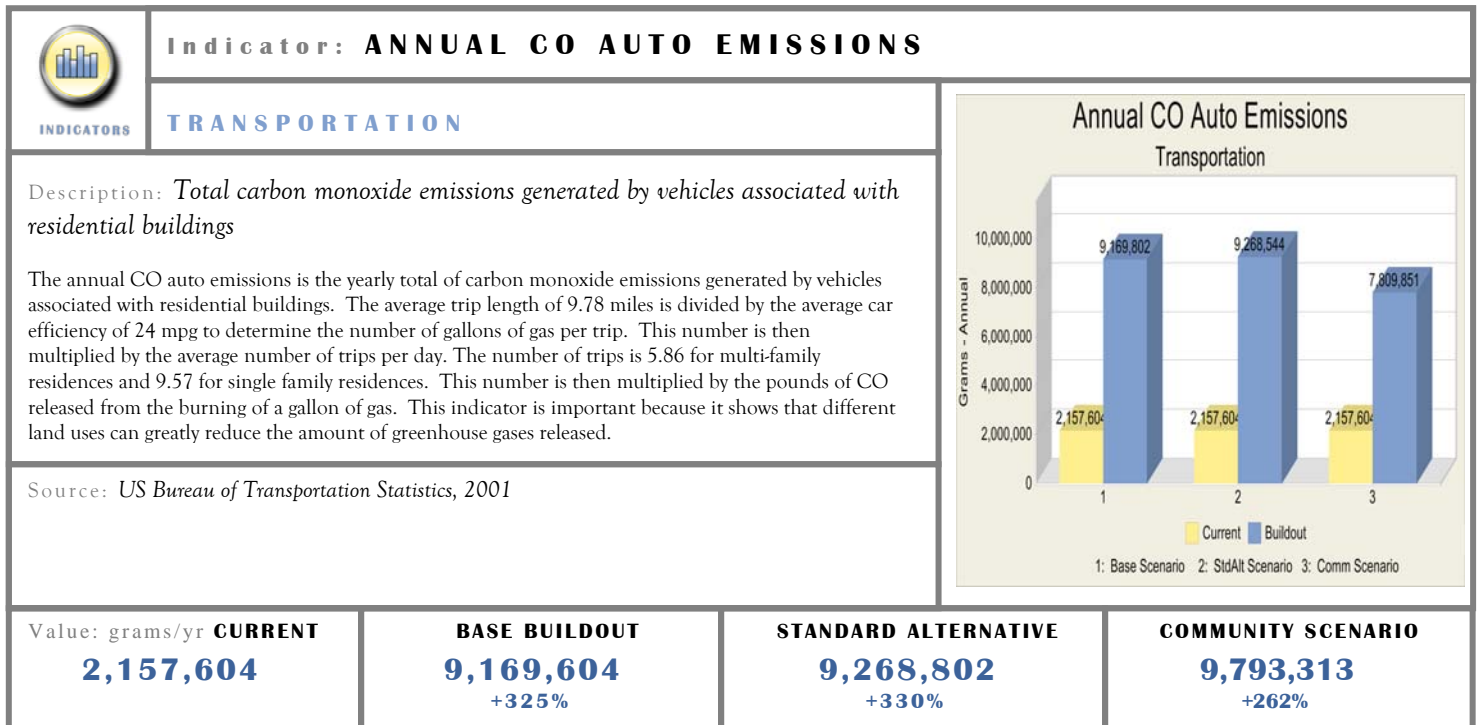 INDICATORS
Indicator: ANNUAL CO AUTO EMISSIONS
TRANSPORTATION
Description: Total carbon monoxide emissions generated by vehicles associated with
residential buildings
The annual CO auto emissions is the yearly total of carbon monoxide emissions generated by vehicles
associated with residential buildings. The average trip length of 9.78 miles is divided by the average car
efficiency of 24 mpg to determine the number of gallons of gas per trip. This number is then
multiplied by the average number of trips per day. The number of trips is 5.86 for multi-family
residences and 9.57 for single family residences. This number is then multiplied by the pounds of CO
released from the burning of a gallon of gas. This indicator is important because it shows that different
land uses can greatly reduce the amount of greenhouse gases released.
Source: US Bureau of Transportation Statistics, 2001
Annual CO Auto Emissions
Transportation
Grams - Annual
10,000,000
8,000,000
6,000,000
4,000,000
2,000,000
0
2,157,604
9,169,802
2,157,604
9,268,544
2,157,604
7,809,851
1 2 3
Current Buildout
1: Base Scenario 2: StdAlt Scenario 3: Comm Scenario
Value: grams/yr CURRENT
2,157,604
BASE BUILDOUT
9,169,604
+325%
STANDARD ALTERNATIVE
9,268,802
+330%
COMMUNITY SCENARIO
9,793,313
+262%